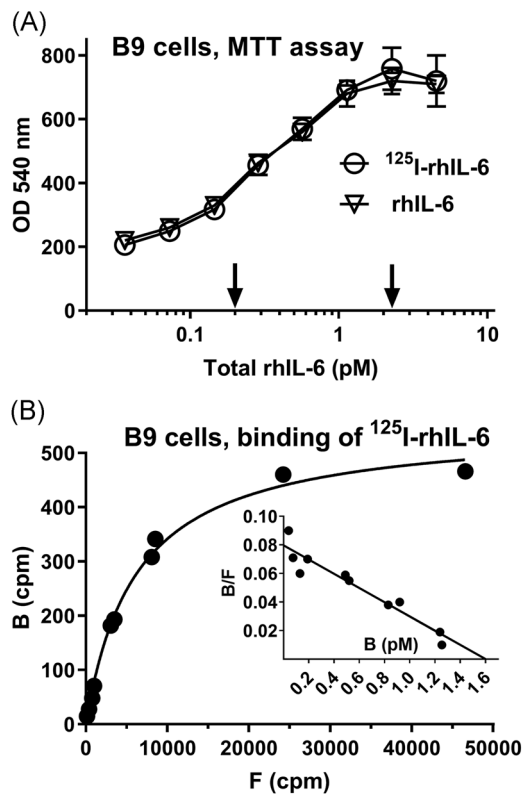 (A)
B9 cells, MTT assay
800
600
400
200
0
OD 540 nm
¹²⁵I-rhIL-6
rhIL-6
0.1 1 10
Total rhIL-6 (pM)
(B)
B9 cells, binding of ¹²⁵I-rhIL-6
500
400
300
200
100
0
B (cpm)
0.10
0.08
0.06
0.04
0.02
B/F
B (pM)
0.2 0.4 0.6 0.8 1.0 1.2 1.4 1.6
0 10000 20000 30000 40000 50000
F (cpm)